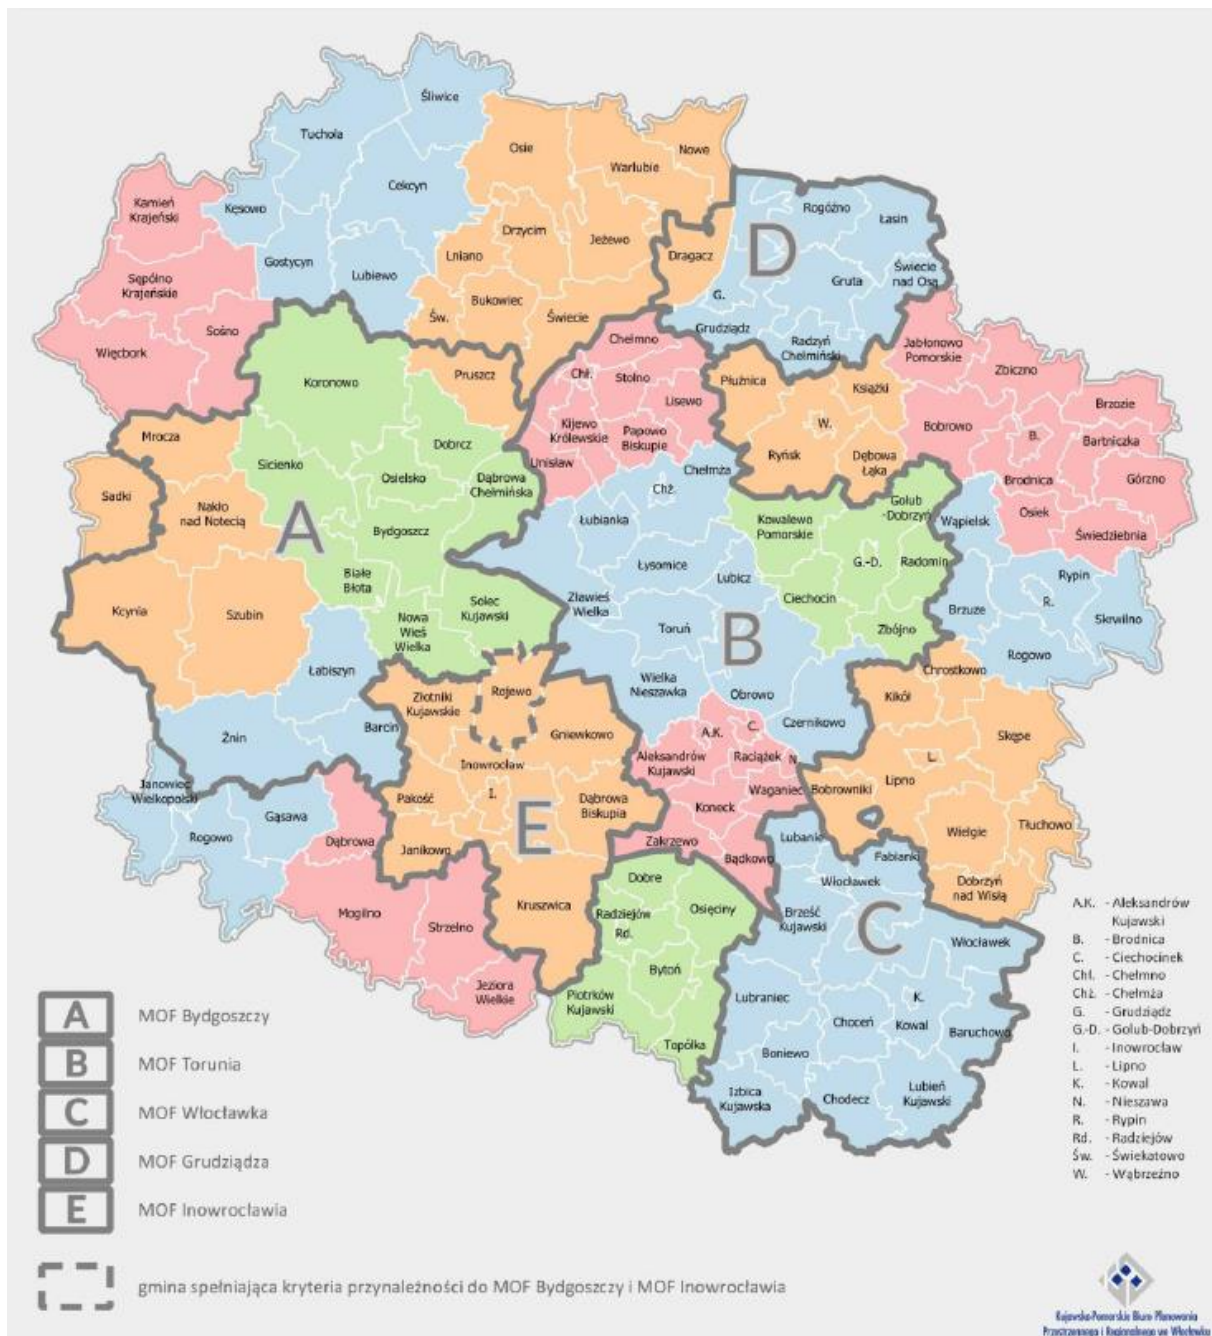 Śliwice
Tuchola
Osie
Nowe
Warlubie
Cekcyn
Kamień
Krajeński
Kęsowo
Rogóźno
Łasin
Drzycim
Jeżewo
D
Lniano
Dragacz
Gostycyn
Lubiewo
Sępólno
Krajeńskie
Świecie
nad Osą
Gruta
G.
Bukowiec
Św.
Świecie
Sośno
Więcbork
Grudziądz
Radzyń
Chełmiński
Chełmno
Jabłonowo
Pomorskie
Zbiczno
Koronowo
Pruszcz
Chł.
Stolno
Płużnica
Książki
Lisewo
Brzozie
W.
Bobrowo
B.
Bartniczka
Kijewo
Królewskie
Papowo
Biskupie
Mrocza
Dobrcz
Ryńsk
Dębowa
Łąka
Unisław
Sicienko
Osielsko
Dąbrowa
Chełmińska
Chełmża
Chż.
Brodnica
Górzno
Sadki
Nakło
nad Notecią
Golub
-Dobrzyń
Osiek
A
Bydgoszcz
Łubianka
Kowalewo
Pomorskie
Wąpielsk
Świedziebnia
Łysomice
G.-D.
Radomin
Białe
Błota
Lubicz
Rypin
Kcynia
Szubin
Solec
Kujawski
Zławieś
Wielka
Ciechocin
Brzuze
R.
Skrwilno
Nowa
Wieś
Wielka
Toruń
B
Zbójno
Rogowo
Łabiszyn
Wielka
Nieszawka
Chrostkowo
Złotniki
Kujawskie
Rojewo
Obrowo
Kikół
Żnin
Barcin
Gniewkowo
A.K.
C.
Czernikowo
Skępe
Inowrocław
Aleksandrów
Kujawski
Raciążek
N.
L.
Janowiec
Wielkopolski
Pakość
I.
E
Dąbrowa
Biskupia
Koneck
Waganiec
Bobrowniki
Lipno
Rogowo
Gąsawa
Dąbrowa
Janikowo
Zakrzewo
Bądkowo
Lubanie
Wielgie
Tłuchowo
Fabianki
Dobre
Włocławek
Dobrzyń
nad Wisłą
Mogilno
Strzelno
Kruszwica
Radziejów
Rd.
Osięciny
Brześć
Kujawski
C
Włocławek
Bytoń
Jeziora
Wielkie
Piotrków
Kujawski
Lubraniec
K.
Choceń
Kowal
Baruchowo
Topólka
Boniewo
Izbica
Kujawska
Chodecz
Lubień
Kujawski
A.K. - Aleksandrów
Kujawski
B. - Brodnica
C. - Ciechocinek
Chł. - Chełmno
Chż. - Chełmża
G. - Grudziądz
G.-D. - Golub-Dobrzyń
I. - Inowrocław
L. - Lipno
K. - Kowal
N. - Nieszawa
R. - Rypin
Rd. - Radziejów
Św. - Świekatowo
W. - Wąbrzeźno
A MOF Bydgoszczy
B MOF Torunia
C MOF Włocławka
D MOF Grudziądza
E MOF Inowrocławia
gmina spełniająca kryteria przynależności do MOF Bydgoszczy i MOF Inowrocławia
Kujawsko-Pomorskie Biuro Planowania
Przestrzennego i Regionalnego we Włocławku